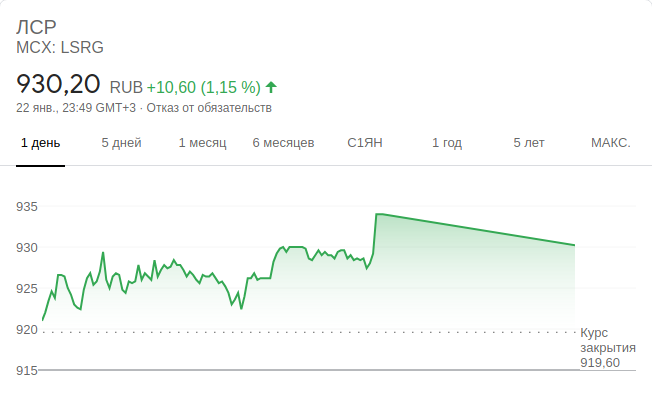 ЛСР
MCX: LSRG
930,20 RUB +10,60 (1,15 %)
22 янв., 23:49 GMT+3 · Отказ от обязательств
1 день 5 дней 1 месяц 6 месяцев С1ЯН 1 год 5 лет МАКС.
935
930
925
920
915
Курс
закрытия
919,60